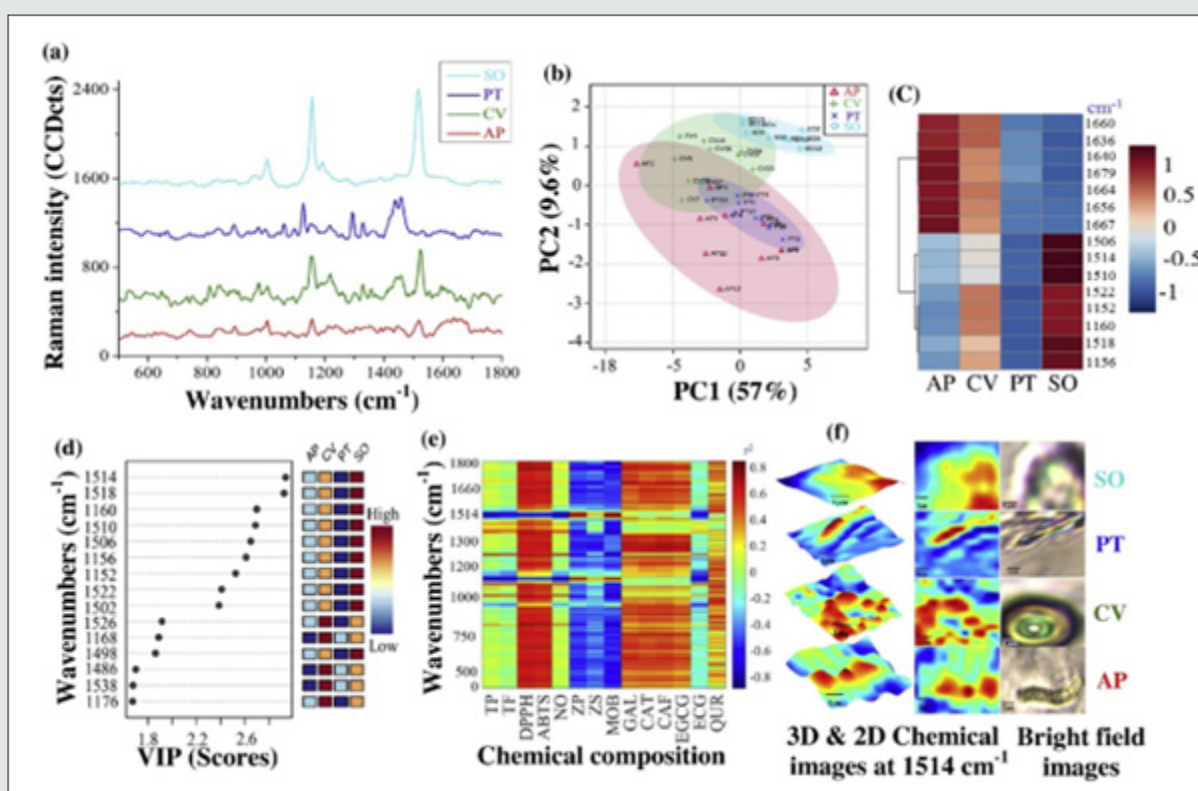 (a)
SO
PT
CV
AP
Raman intensity (CCDcts)
2400
1600
800
0
600 800 1000 1200 1400 1600 1800
Wavenumbers (cm-1)
(b)
AP
CV
PT
SO
PC2 (9.6%)
2
1
0
-1
-2
-3
-4
-18 -5 0 5
PC1 (57%)
(C)
cm-1
1660
1636
1640
1679
1664
1656
1667
1506
1514
1510
1522
1152
1160
1518
1156
AP CV PT SO
1
0.5
0
-0.5
-1
(d)
AP CV PT SO
Wavenumbers (cm-1)
1514
1518
1160
1510
1506
1156
1152
1522
1502
1526
1168
1498
1486
1538
1176
1.8 2.2 2.6
VIP (Scores)
High
Low
(e)
Wavenumbers (cm-1)
1800
1660
1514
1300
1200
1000
750
500
0
TP TF DPPH ABTS NO ZP ZS MOB GAL CAT CAF EGCG ECG QUR
Chemical composition
r2
0.8
0.6
0.4
0.2
0
-0.2
-0.4
-0.6
-0.8
(f)
SO
PT
CV
AP
3D & 2D Chemical
images at 1514 cm-1
Bright field
images